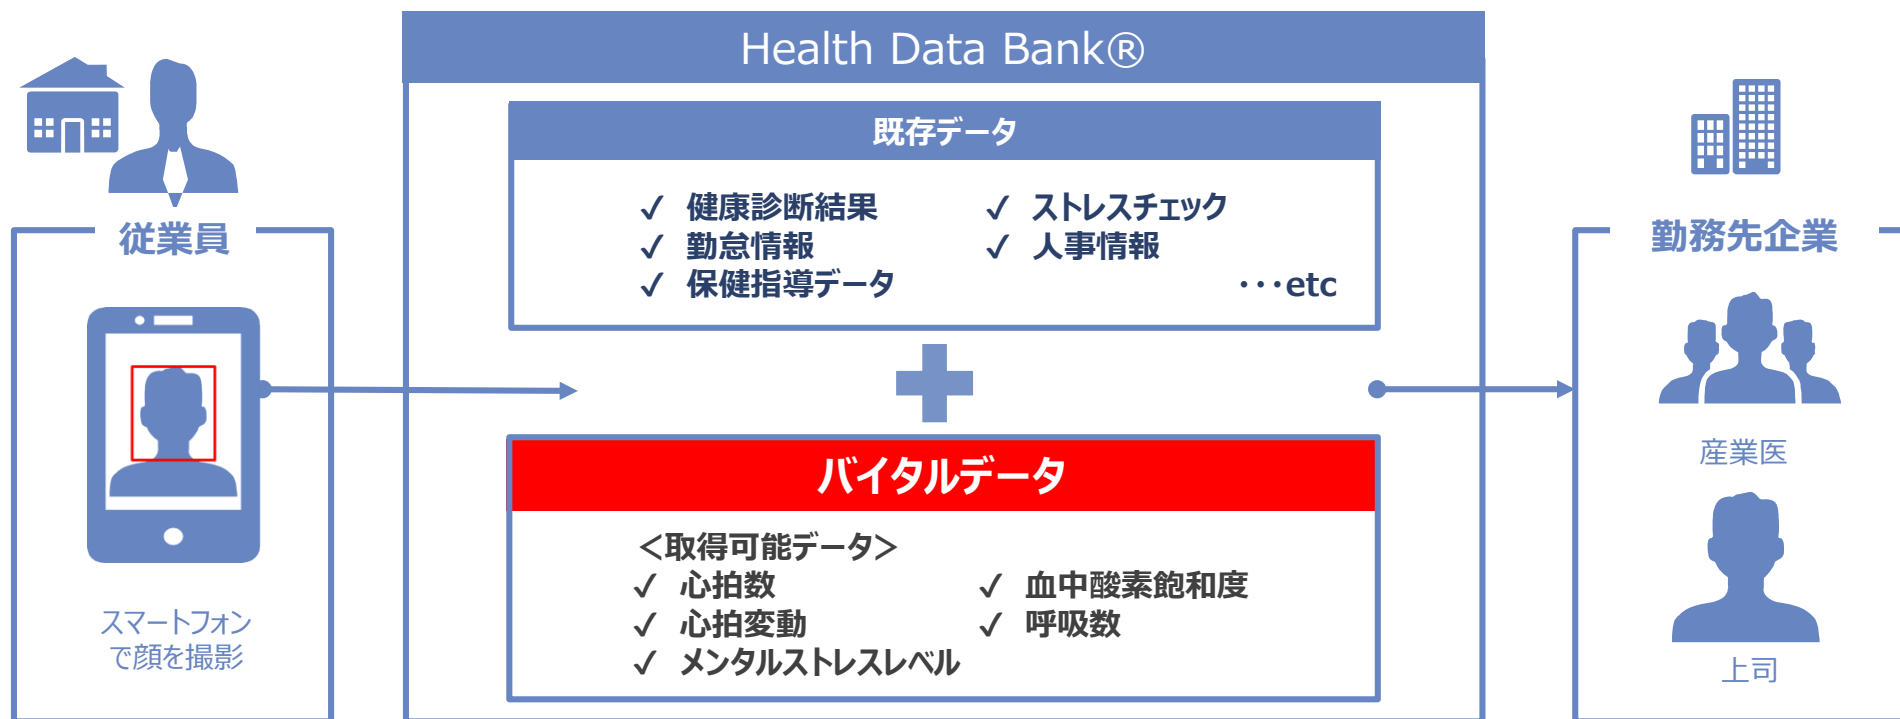 Health Data Bank®
既存データ
✓ 健康診断結果
✓ ストレスチェック
✓ 勤怠情報
✓ 人事情報
✓ 保健指導データ
・・・etc
従業員
スマートフォン
で顔を撮影
バイタルデータ
＜取得可能データ＞
✓ 心拍数
✓ 血中酸素飽和度
✓ 心拍変動
✓ 呼吸数
✓ メンタルストレスレベル
勤務先企業
産業医
上司